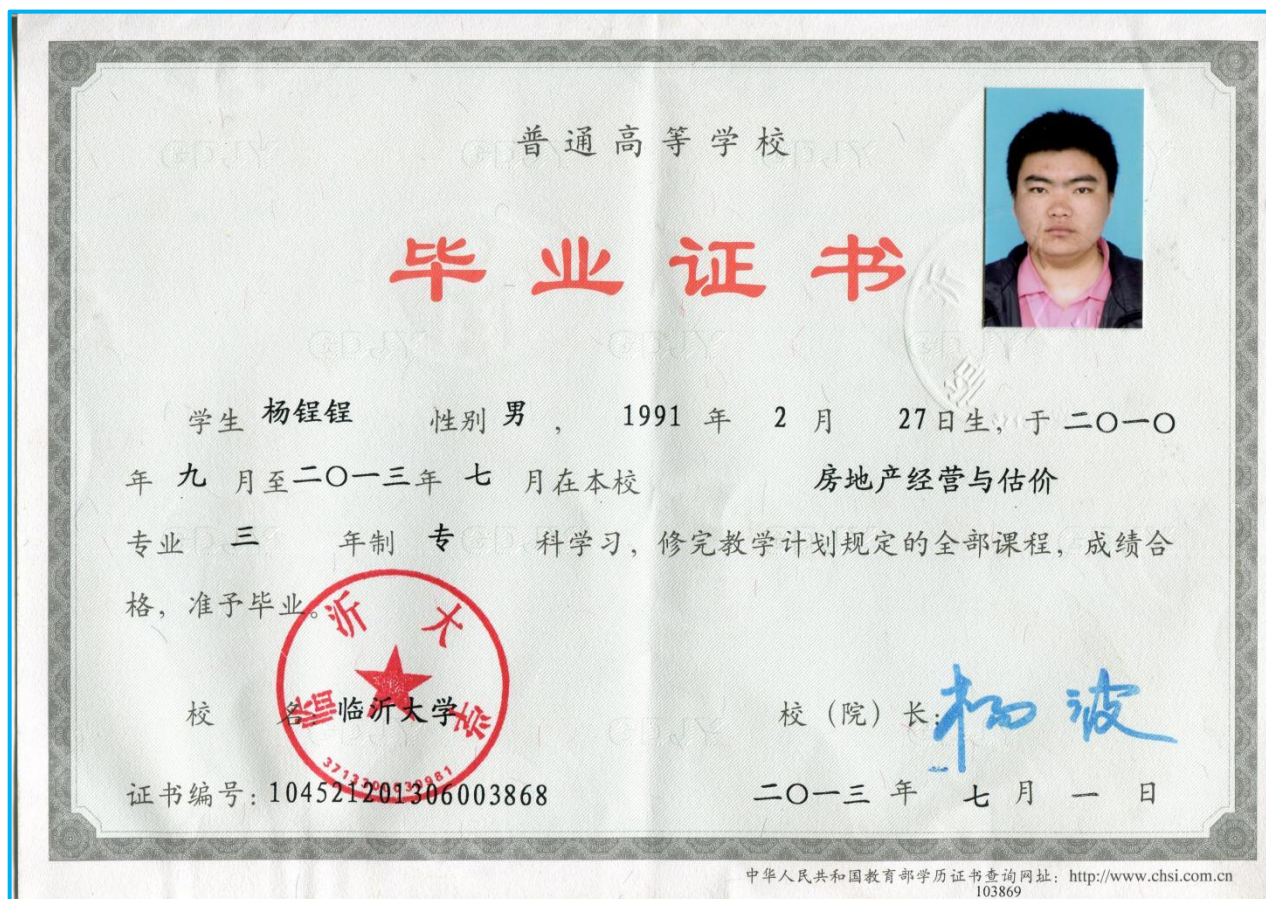 普通高等学校
毕业证书
学生 杨锃锃 性别 男 , 1991 年 2 月 27 日生, 于 二〇一〇
年 九 月至 二〇一三 年 七 月在本校 房地产经营与估价
专业 三 年制 专 科学习, 修完教学计划规定的全部课程, 成绩合
格, 准予毕业。
临沂大学
校 名: 临沂大学
校(院)长: 杨波
3713300030981
证书编号: 104521201306003868
二〇一三 年 七 月 一 日
中华人民共和国教育部学历证书查询网址: http://www.chsi.com.cn
103869